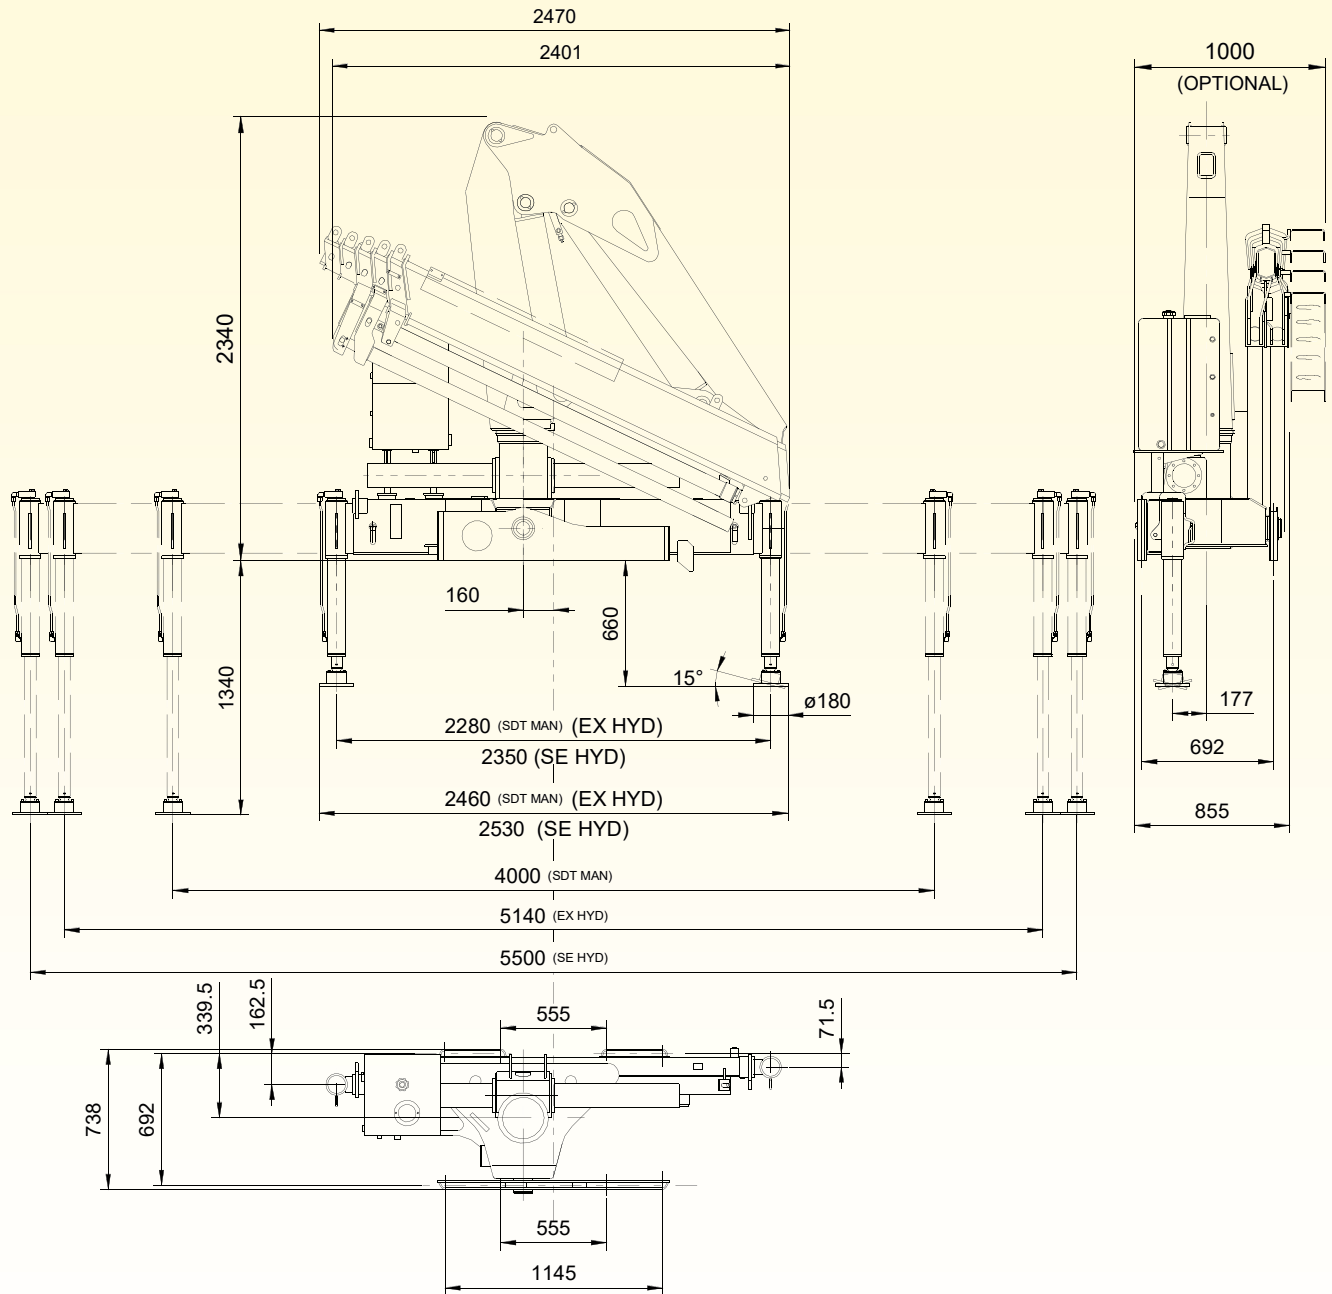 2470
2401
1000
(OPTIONAL)
2340
160
660
1340
15°
ø180
177
2280 (SDT MAN) (EX HYD)
2350 (SE HYD)
692
2460 (SDT MAN) (EX HYD)
2530 (SE HYD)
855
4000 (SDT MAN)
5140 (EX HYD)
5500 (SE HYD)
339.5
162.5
555
71.5
738
692
555
1145